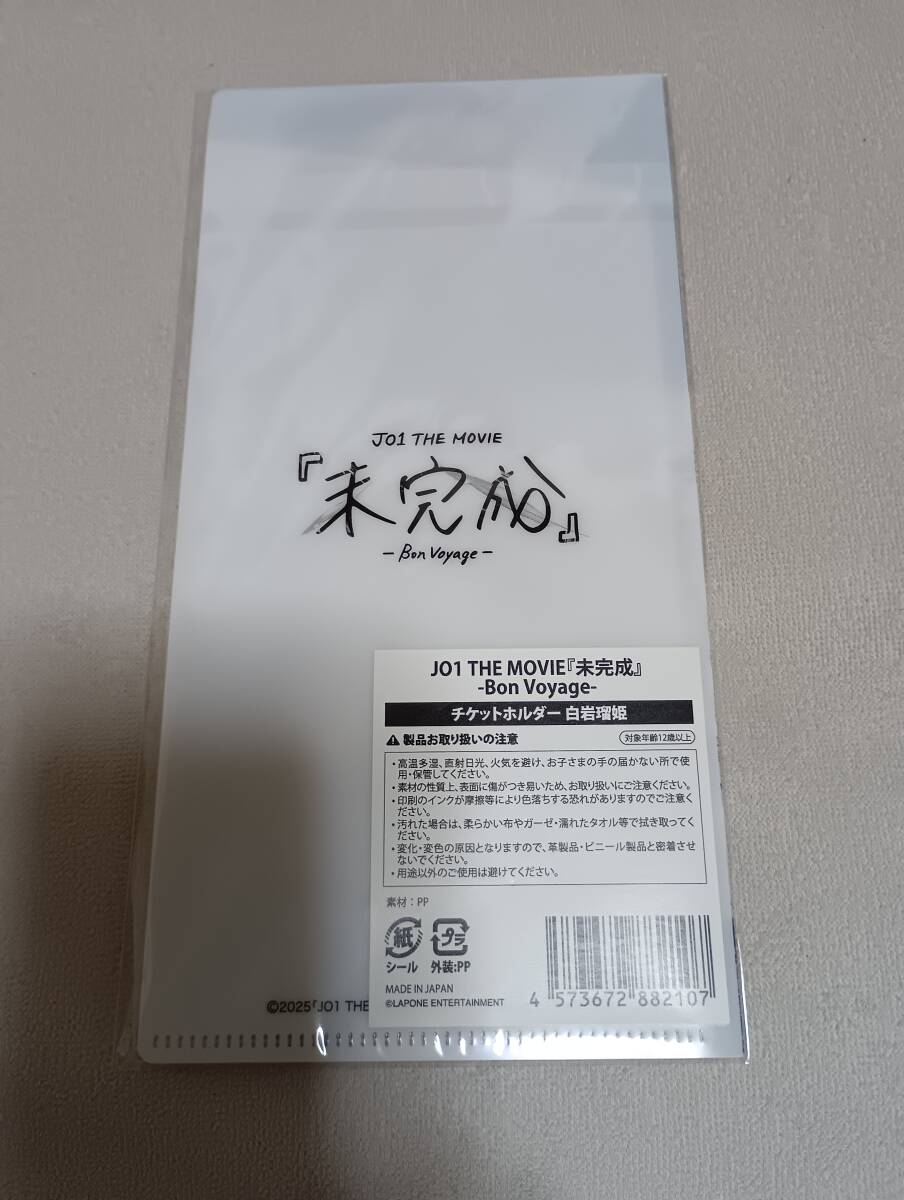 JO1 THE MOVIE
『未完成』
- Bon Voyage -
JO1 THE MOVIE『未完成』
-Bon Voyage-
チケットホルダー 白岩瑠姫
⚠ 製品お取り扱いの注意
対象年齢12歳以上
・高温多湿、直射日光、火気を避け、お子さまの手の届かない所で使
用・保管してください。
・素材の性質上、表面に傷がつき易いため、お取り扱いにご注意ください。
・印刷のインクが摩擦等により色落ちする恐れがありますのでご注意く
ださい。
・汚れた場合は、柔らかい布やガーゼ・濡れたタオル等で拭き取ってく
ださい。
・変化・変色の原因となりますので、革製品・ビニール製品と密着させ
ないでください。
・用途以外のご使用は避けてください。
素材：PP
紙
プラ
シール
外装:PP
MADE IN JAPAN
©LAPONE ENTERTAINMENT
4 573672 882107
©2025「JO1 THE